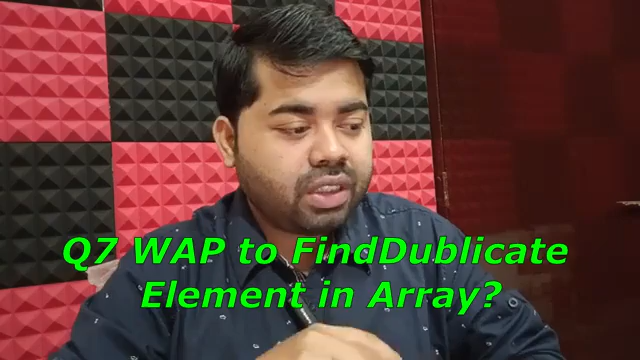 Q7 WAP to FindDublicate
Element in Array?